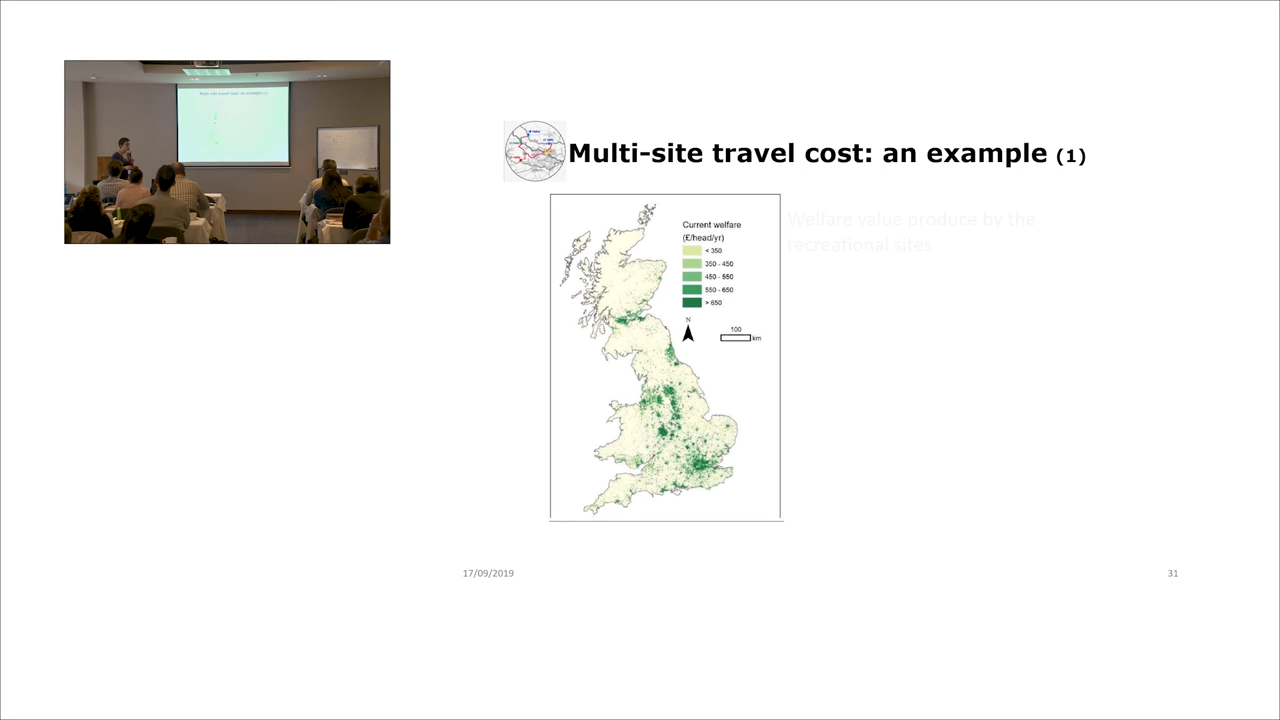 Multi-site travel cost: an example (1)
Welfare value produce by the
recreational sites
Current welfare
(£/head/yr)
< 350
350 - 450
450 - 550
550 - 650
> 650
N
100
km
17/09/2019
31